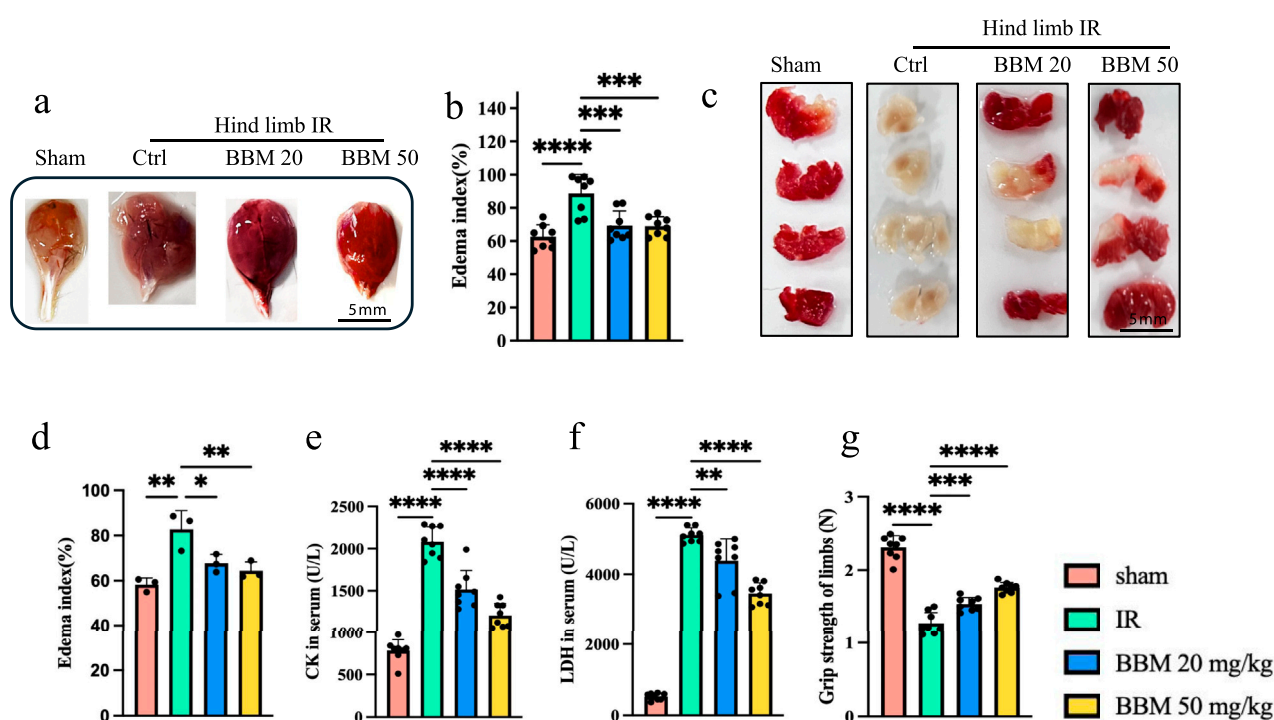 a
Hind limb IR
Sham Ctrl BBM 20 BBM 50
5mm
b
Edema index(%)
140
120
100
80
60
40
20
0
****
***
***
c
Hind limb IR
Sham Ctrl BBM 20 BBM 50
5mm
d
Edema index(%)
100
80
60
40
20
0
**
*
**
e
CK in serum (U/L)
2500
2000
1500
1000
500
0
****
****
****
f
LDH in serum (U/L)
6000
4000
2000
0
****
**
****
g
Grip strength of limbs (N)
3
2
1
0
****
***
****
sham
IR
BBM 20 mg/kg
BBM 50 mg/kg